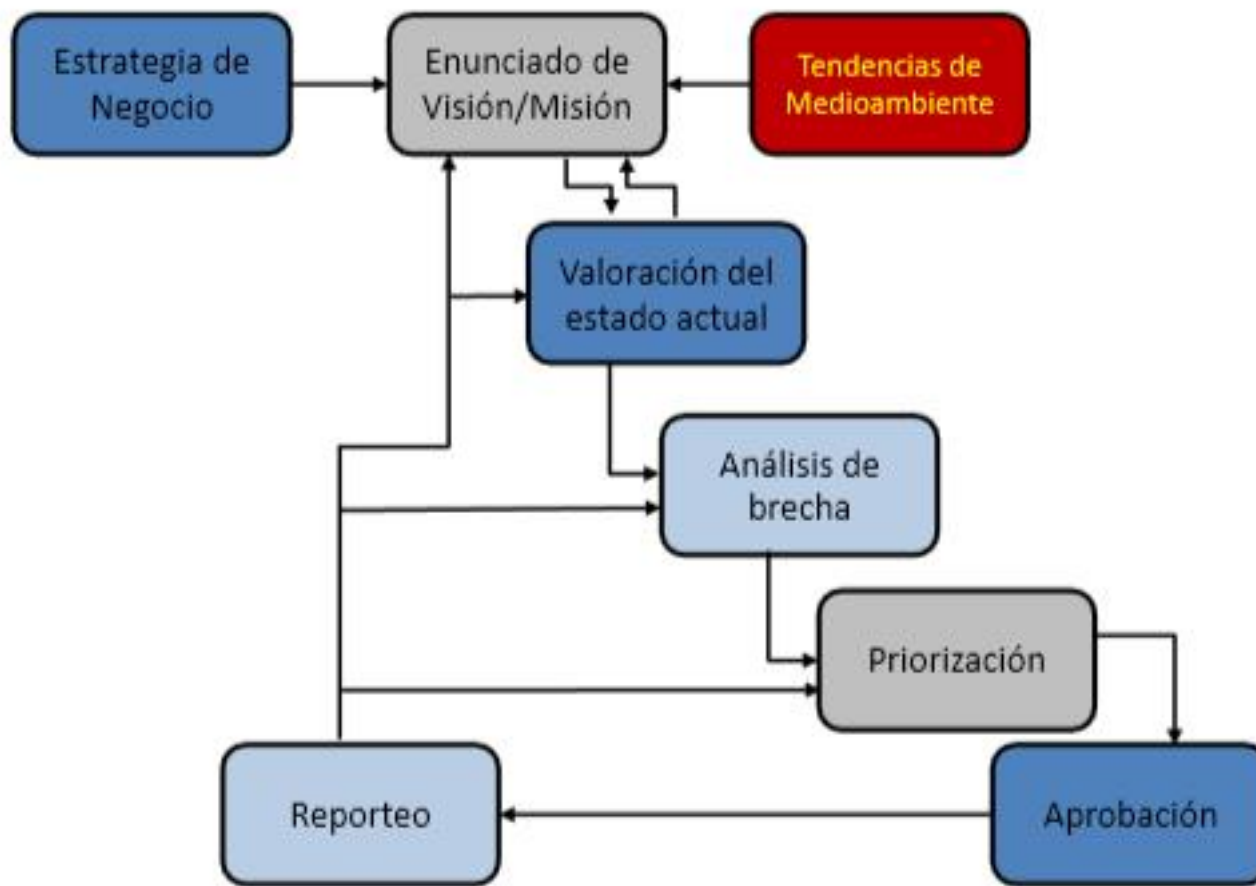 Estrategia de
Negocio
Enunciado de
Visión/Misión
Tendencias de
Medioambiente
Valoración del
estado actual
Análisis de
brecha
Priorización
Reporteo
Aprobación